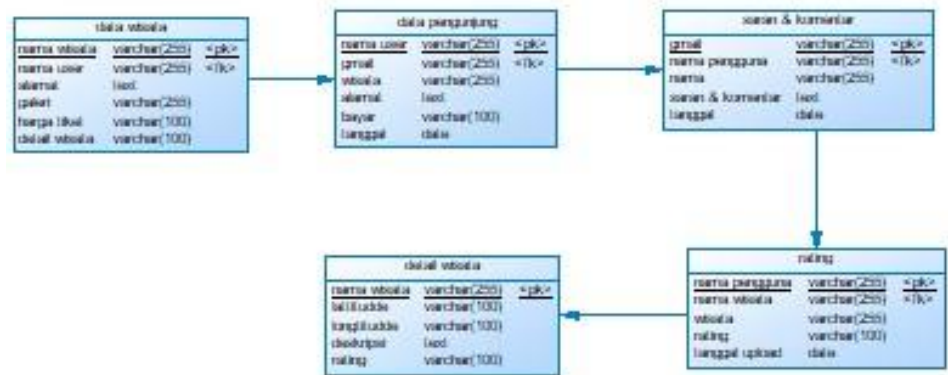 data wisata
nama wisata varchar(255) <pk>
nama user varchar(255) <fk>
alamat text
paket varchar(255)
harga tiket varchar(100)
detail wisata varchar(100)
data pengunjung
nama user varchar(255) <pk>
gmail varchar(255) <fk>
wisata varchar(255)
alamat text
bayar varchar(100)
tanggal date
saran & komentar
gmail varchar(255) <pk>
nama pengguna varchar(255) <fk>
nama varchar(255)
saran & komentar text
tanggal date
detail wisata
nama wisata varchar(255) <pk>
latitudde varchar(100)
longtitudde varchar(100)
deskripsi text
rating varchar(100)
rating
nama pengguna varchar(255) <pk>
nama wisata varchar(255) <fk>
wisata varchar(255)
rating varchar(100)
tanggal upload date